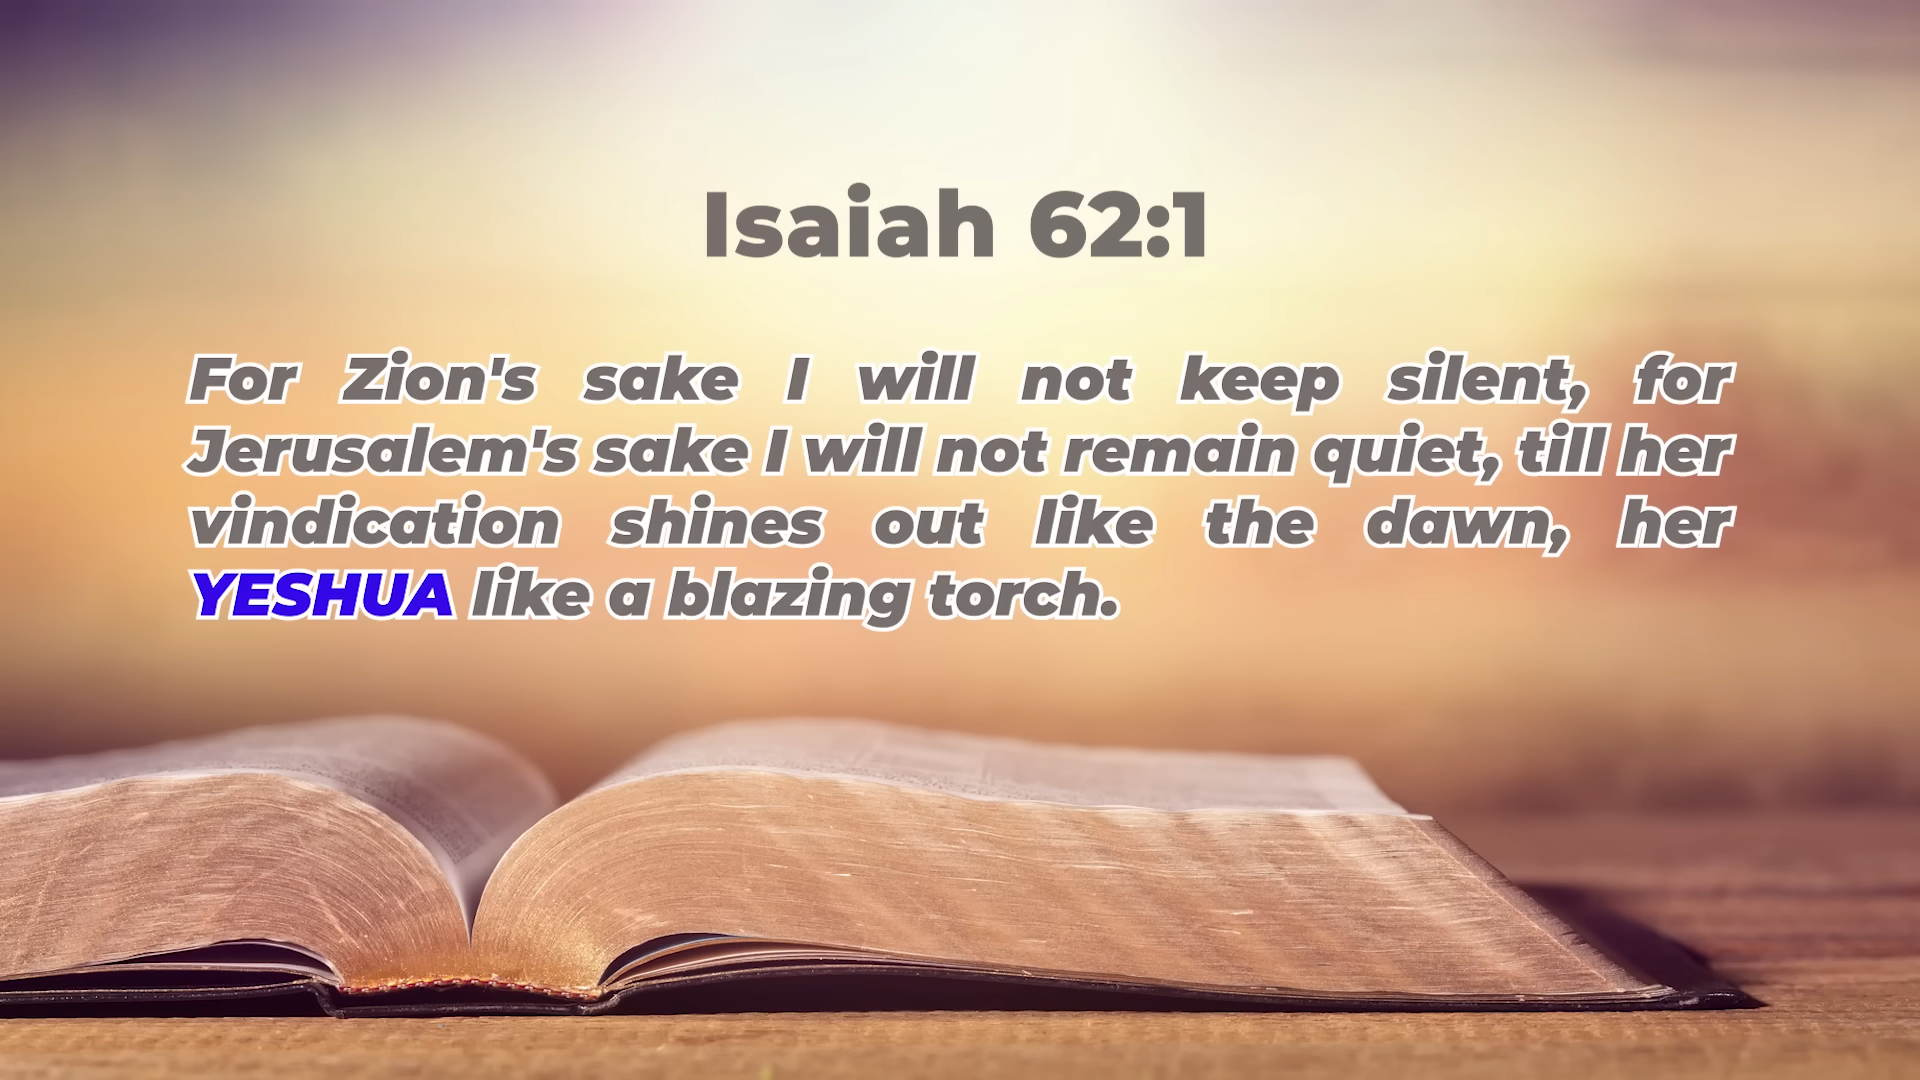 Isaiah 62:1
For Zion's sake I will not keep silent, for
Jerusalem's sake I will not remain quiet, till her
vindication shines out like the dawn, her
YESHUA like a blazing torch.